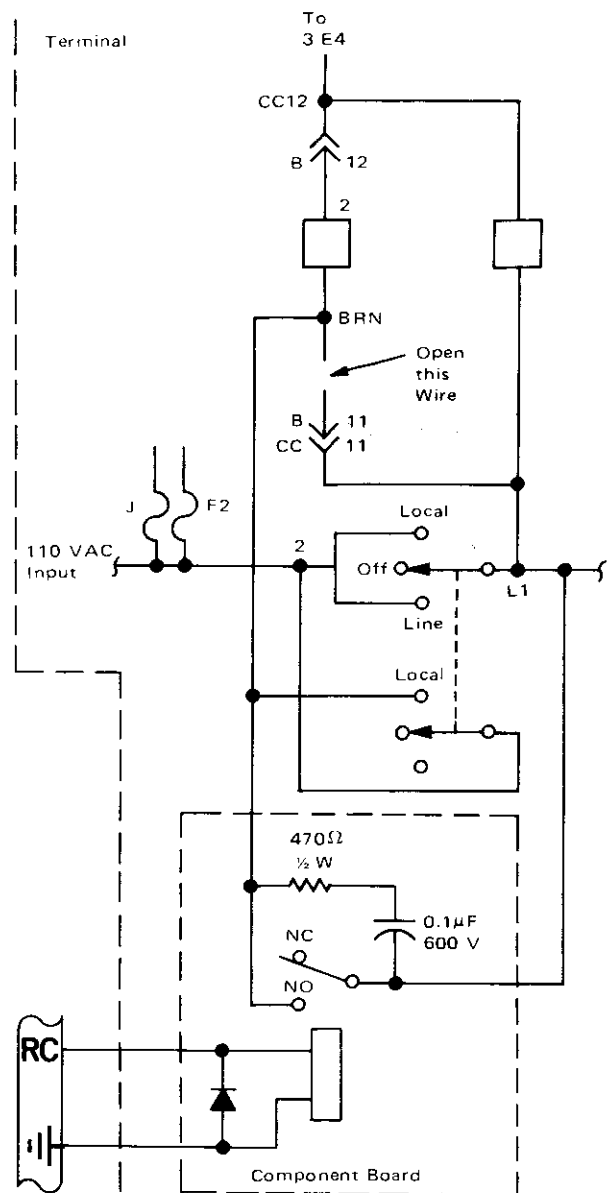 To
3 E4
Terminal
CC12
B 12
2
BRN
Open
this
Wire
B 11
CC 11
J F2
Local
110 VAC
Input
2
Off
L1
Line
Local
470Ω
½ W
0.1µF
600 V
NC
NO
RC
Component Board